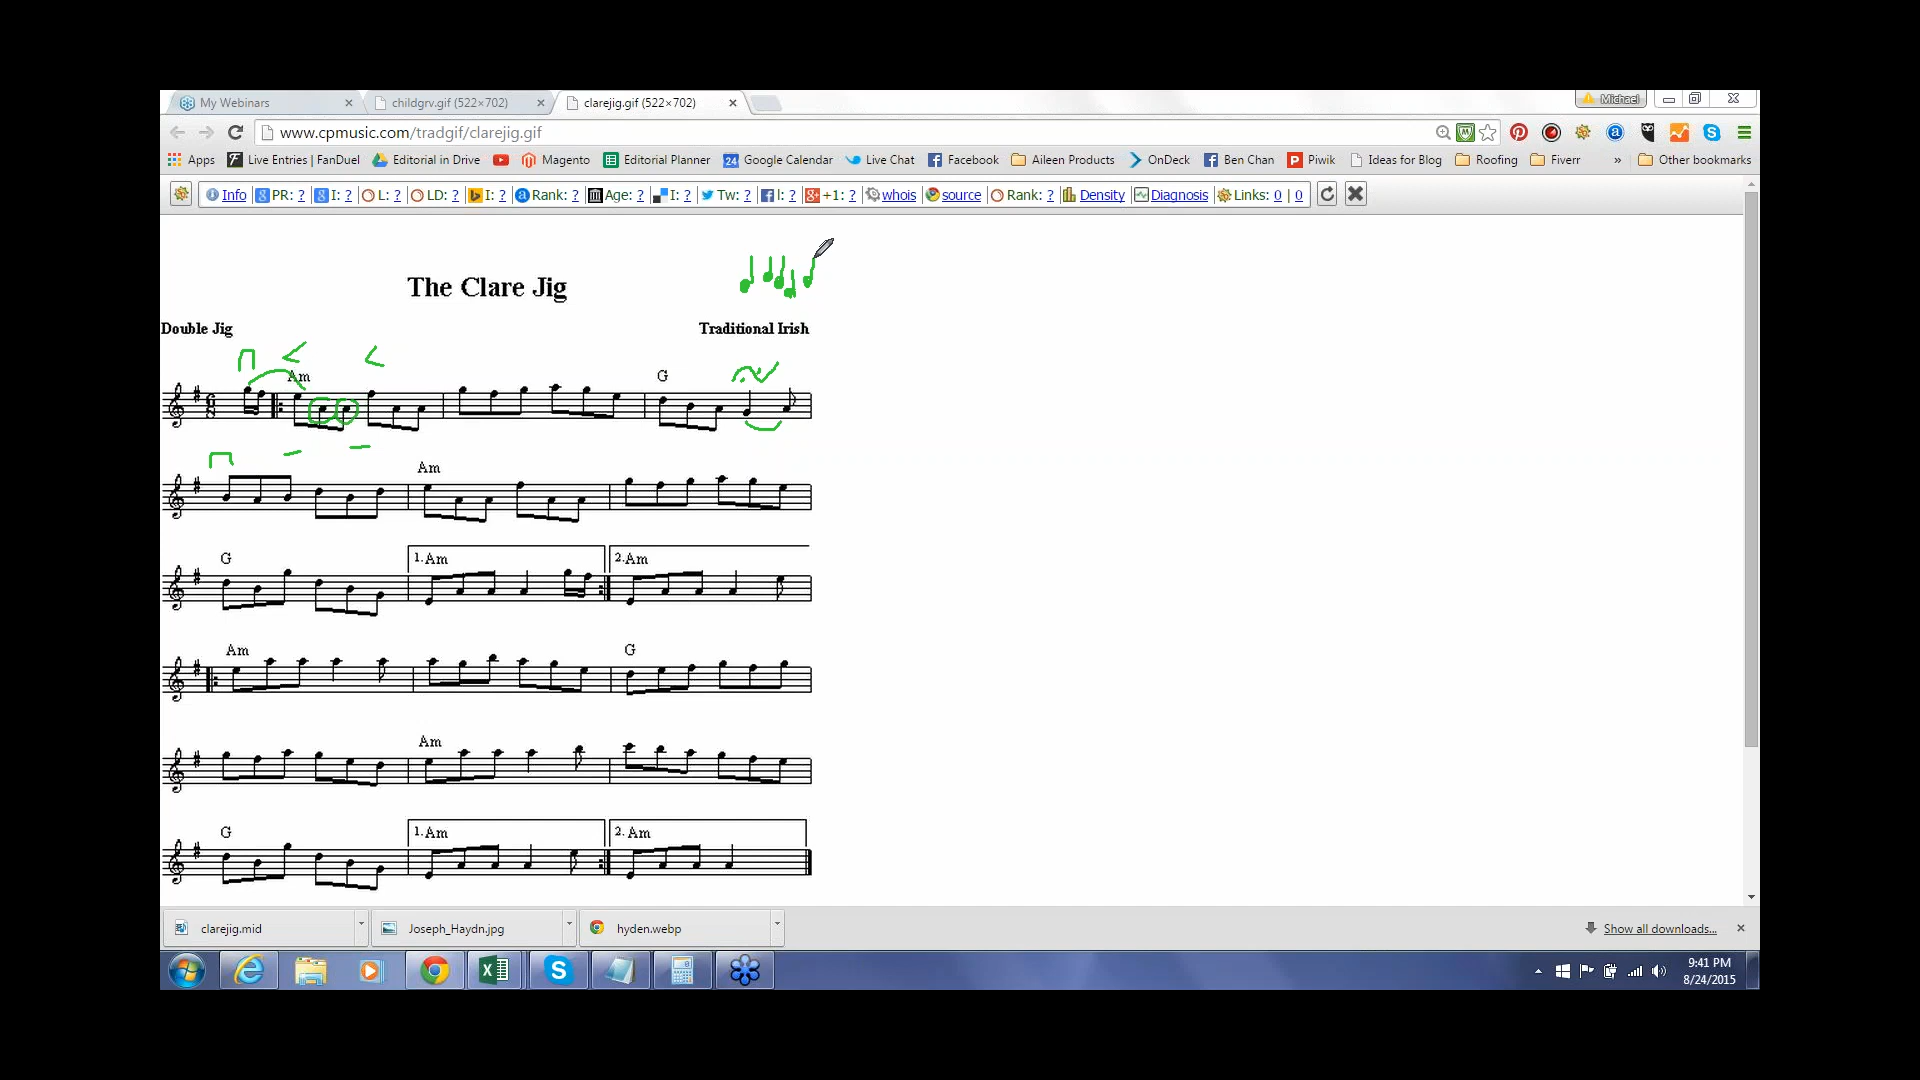 My Webinars childgrv.gif (522×702) clarejig.gif (522×702) Michael
www.cpmusic.com/tradgif/clarejig.gif
Apps Live Entries | FanDuel Editorial in Drive Magento Editorial Planner 24 Google Calendar Live Chat Facebook Aileen Products OnDeck Ben Chan Piwik Ideas for Blog Roofing Fiverr » Other bookmarks
Info PR: ? I: ? L: ? LD: ? I: ? Rank: ? Age: ? I: ? Tw: ? I: ? +1: ? whois source Rank: ? Density Diagnosis Links: 0 | 0
The Clare Jig
Double Jig Traditional Irish
Am G
6
8
Am
G 1. Am 2. Am
Am G
Am
G 1. Am 2. Am
clarejig.mid Joseph_Haydn.jpg hyden.webp Show all downloads...
9:41 PM
8/24/2015